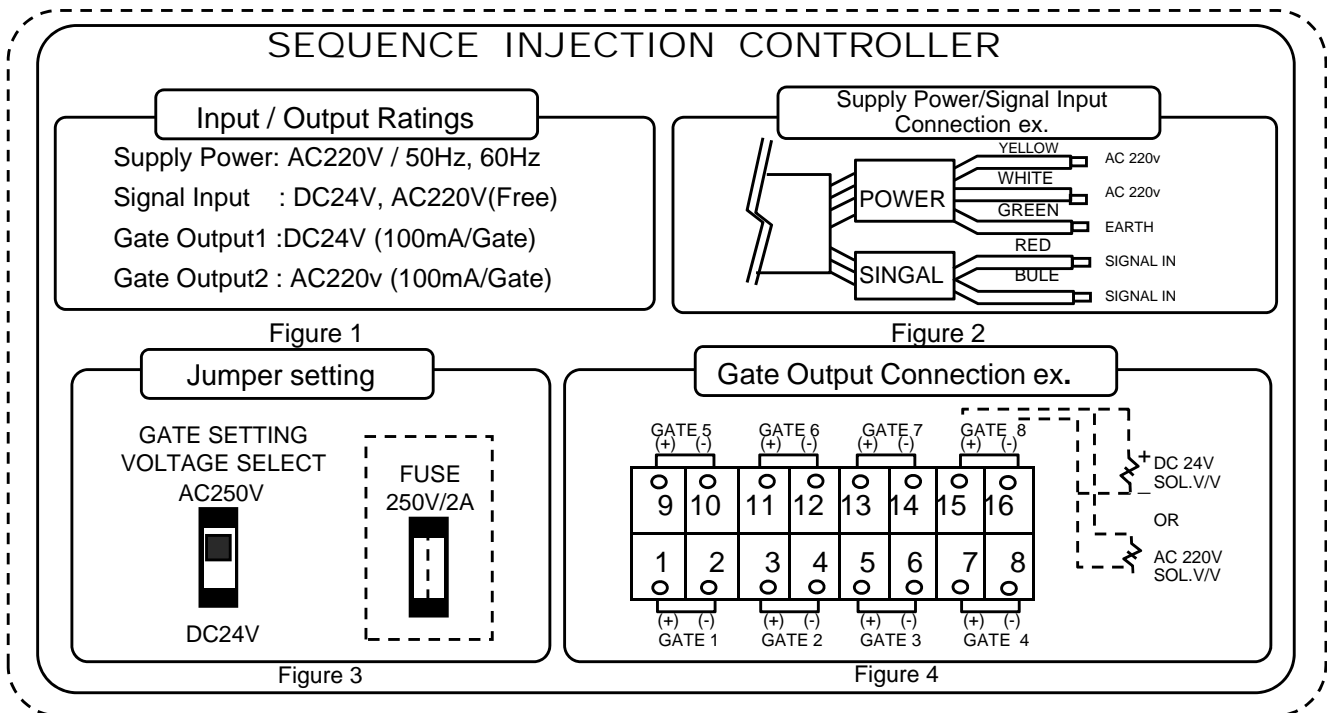 SEQUENCE INJECTION CONTROLLER
Input / Output Ratings
Supply Power: AC220V / 50Hz, 60Hz
Signal Input : DC24V, AC220V(Free)
Gate Output1 :DC24V (100mA/Gate)
Gate Output2 : AC220v (100mA/Gate)
Figure 1
Supply Power/Signal Input
Connection ex.
POWER
YELLOW AC 220v
WHITE AC 220v
GREEN EARTH
SINGAL
RED SIGNAL IN
BULE SIGNAL IN
Figure 2
Jumper setting
GATE SETTING
VOLTAGE SELECT
AC250V
DC24V
FUSE
250V/2A
Figure 3
Gate Output Connection ex.
GATE 5 GATE 6 GATE 7 GATE 8
(+) (-) (+) (-) (+) (-) (+) (-)
9 10 11 12 13 14 15 16
1 2 3 4 5 6 7 8
(+) (-) (+) (-) (+) (-) (+) (-)
GATE 1 GATE 2 GATE 3 GATE 4
+ DC 24V
SOL.V/V
–
OR
AC 220V
SOL.V/V
Figure 4